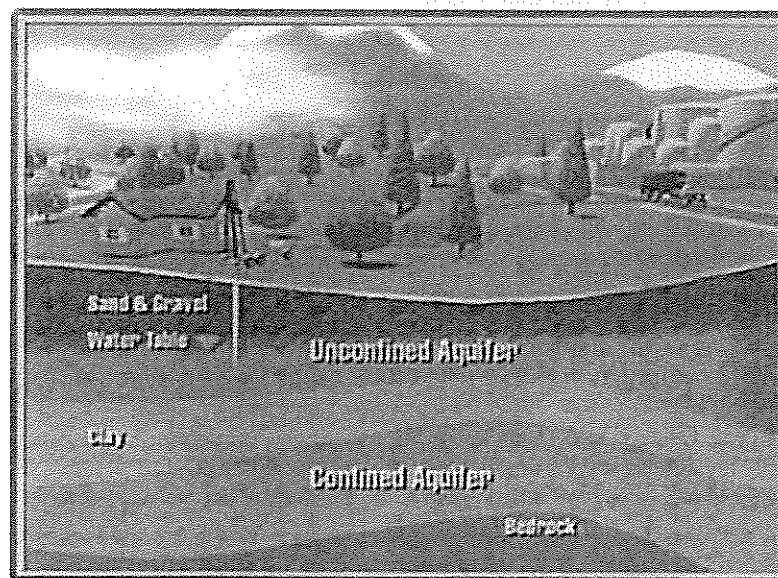 Sand & Gravel
Water Table
Unconfined Aquifer
Clay
Confined Aquifer
Bedrock